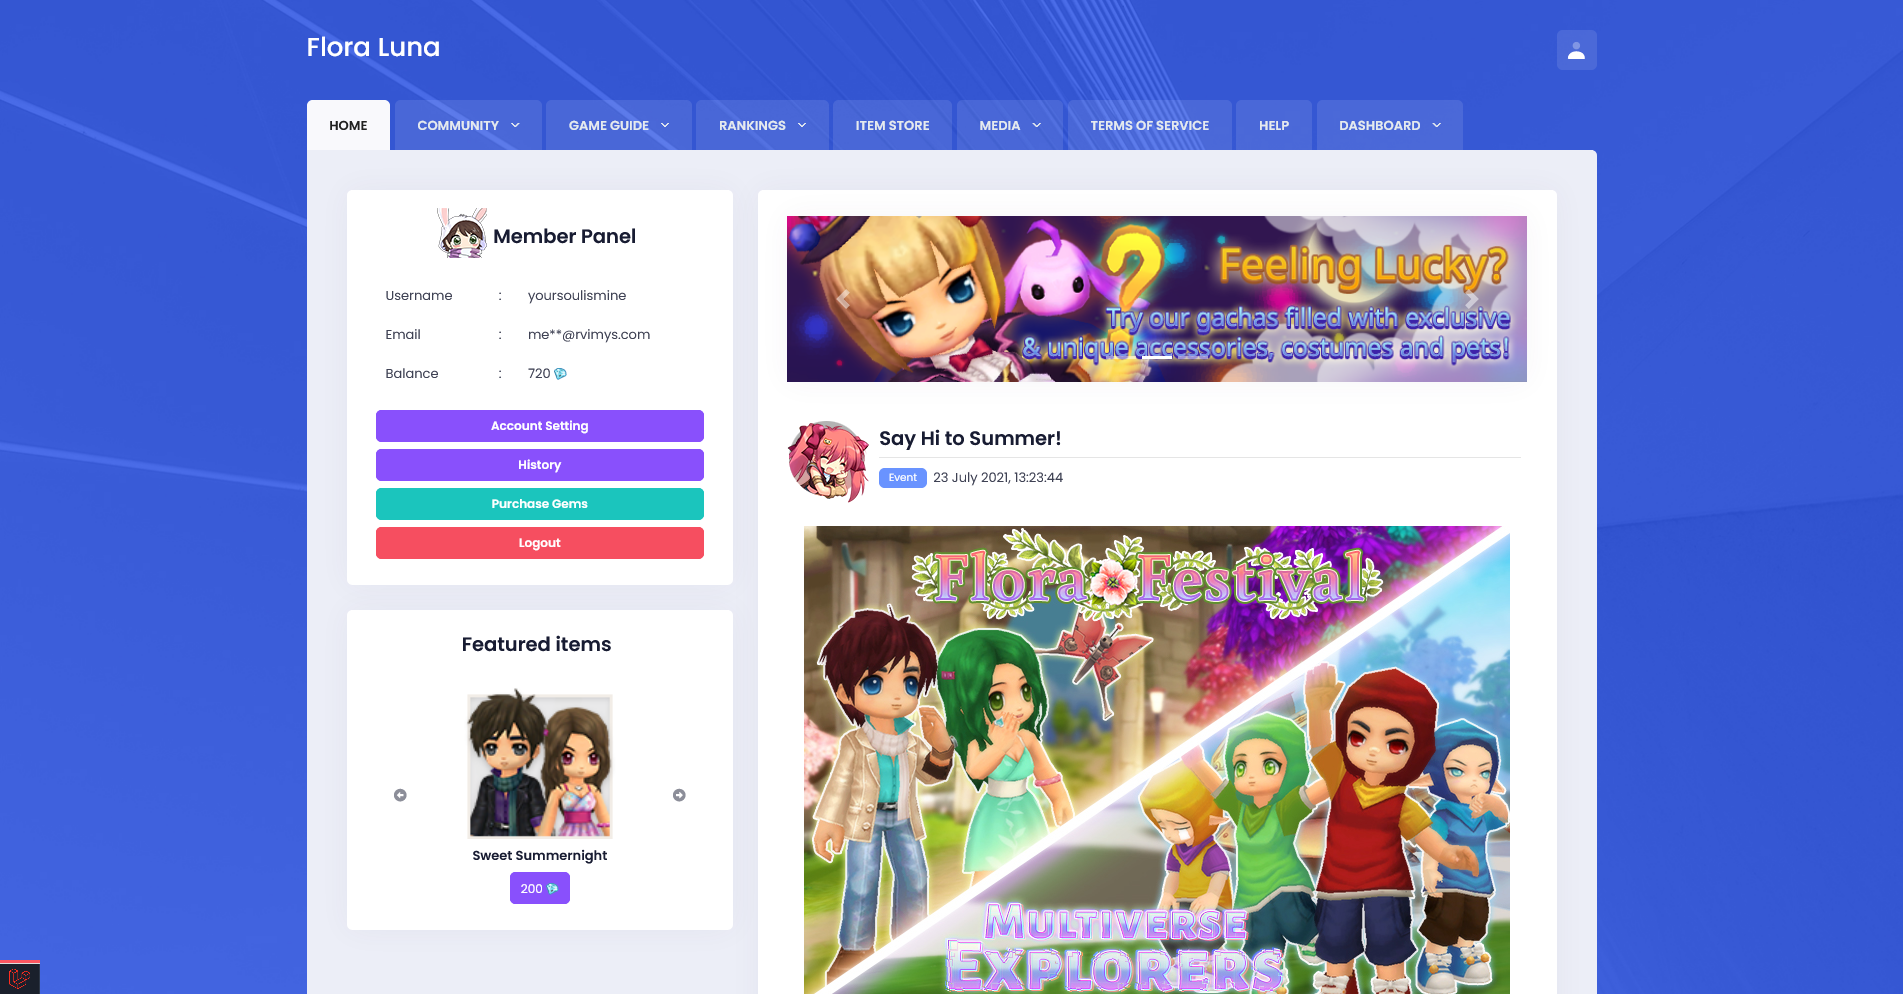 Flora Luna
HOME
COMMUNITY
GAME GUIDE
RANKINGS
ITEM STORE
MEDIA
TERMS OF SERVICE
HELP
DASHBOARD
Member Panel
Username : yoursoulismine
Email : me**@rvimys.com
Balance : 720
Account Setting
History
Purchase Gems
Logout
Featured items
Sweet Summernight
200
Feeling Lucky?
Try our gachas filled with exclusive
& unique accessories, costumes and pets!
Say Hi to Summer!
Event 23 July 2021, 13:23:44
Flora Festival
MULTIVERSE
EXPLORERS